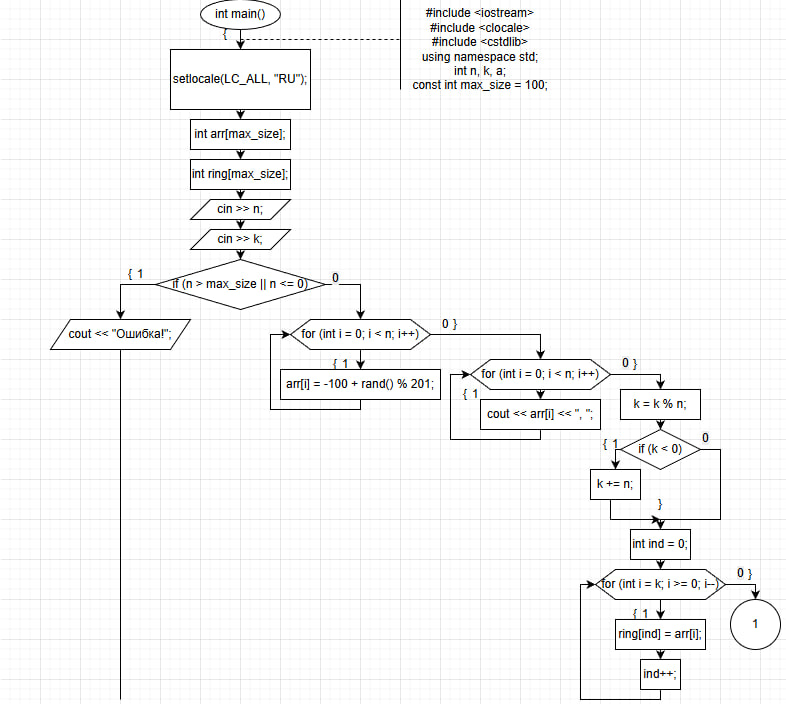 int main()
{
#include <iostream>
#include <clocale>
#include <cstdlib>
using namespace std;
int n, k, a;
const int max_size = 100;
setlocale(LC_ALL, "RU");
int arr[max_size];
int ring[max_size];
cin >> n;
cin >> k;
{ 1
if (n > max_size || n <= 0)
0
cout << "Ошибка!";
for (int i = 0; i < n; i++)
0 }
{ 1
arr[i] = -100 + rand() % 201;
for (int i = 0; i < n; i++)
0 }
{ 1
cout << arr[i] << ", ";
k = k % n;
{ 1
if (k < 0)
0
k += n;
}
int ind = 0;
for (int i = k; i >= 0; i--)
0 }
{ 1
ring[ind] = arr[i];
ind++;
1